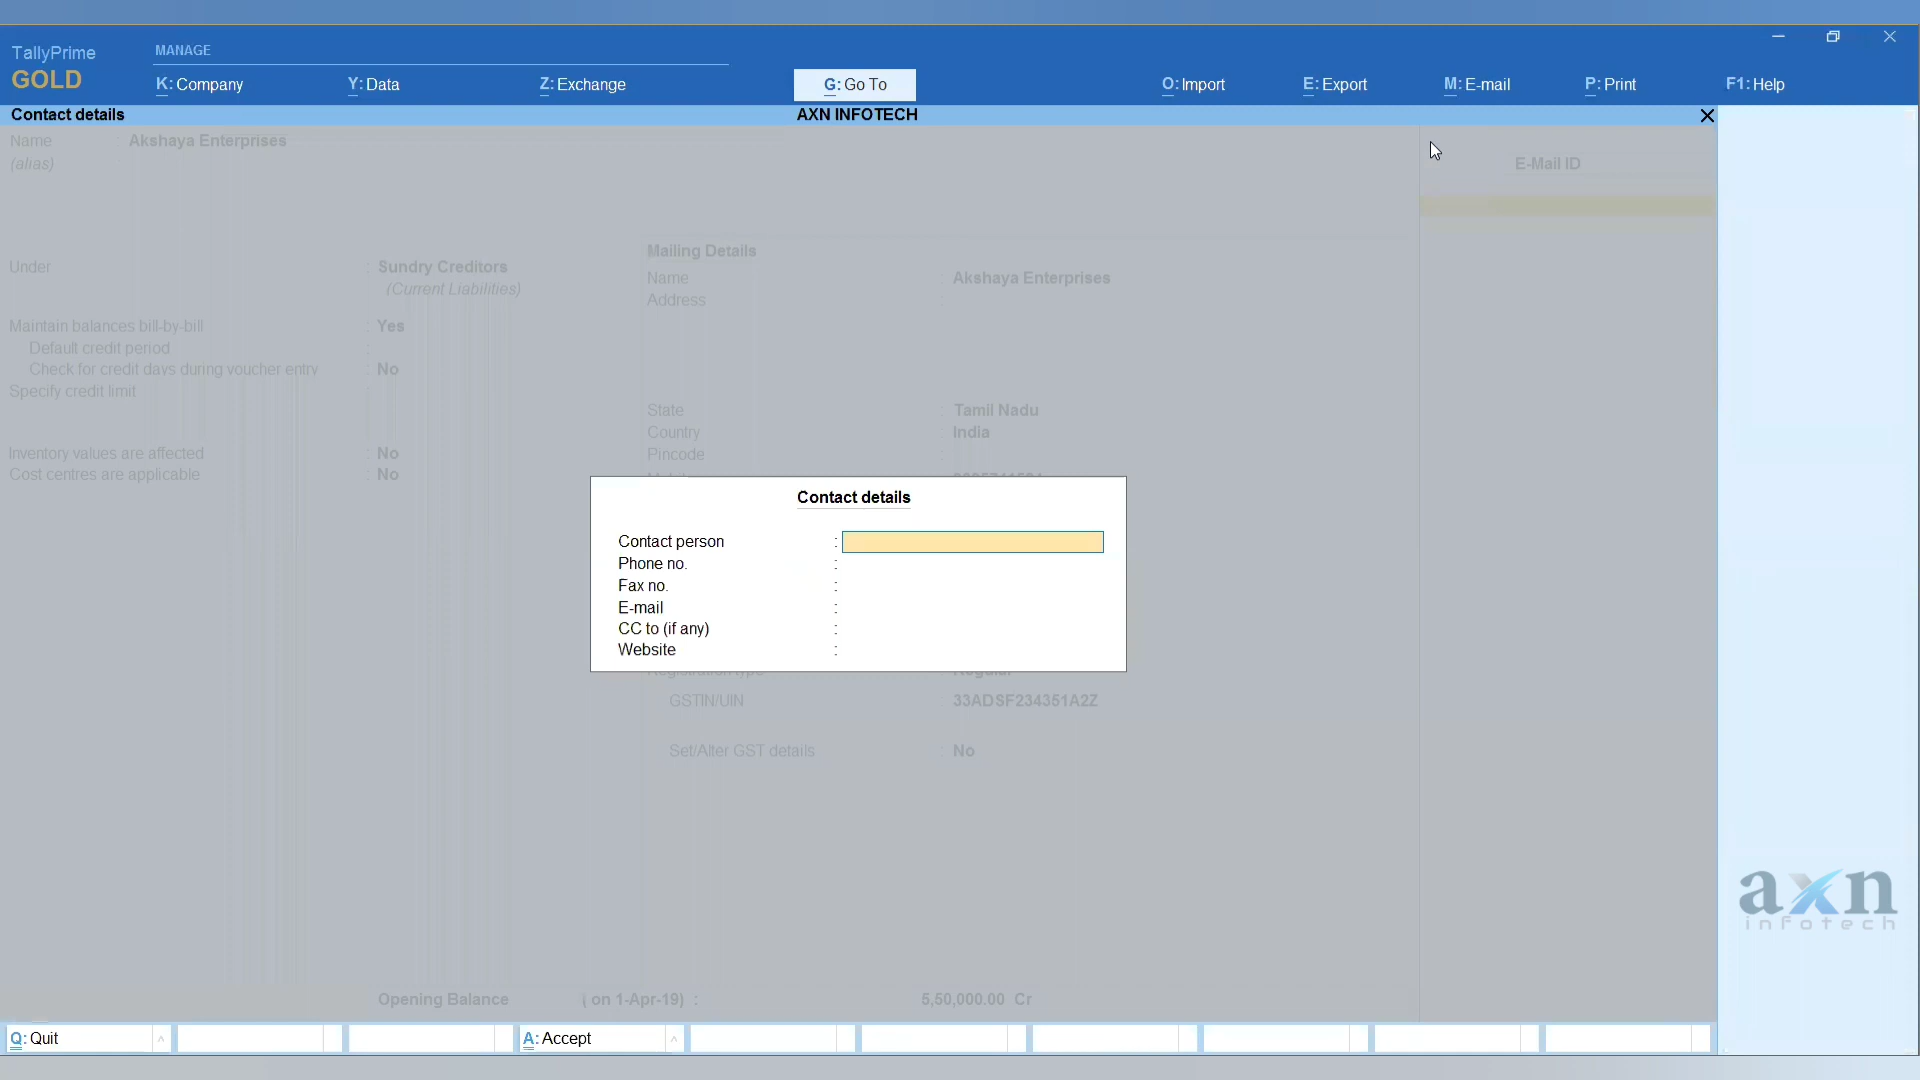 TallyPrime
GOLD
MANAGE
K: Company
Y: Data
Z: Exchange
G: Go To
O: Import
E: Export
M: E-mail
P: Print
F1: Help
Contact details
AXN INFOTECH
Name : Akshaya Enterprises
(alias) :
E-Mail ID
Under : Sundry Creditors
(Current Liabilities)
Maintain balances bill-by-bill : Yes
Default credit period :
Check for credit days during voucher entry : No
Specify credit limit :
Inventory values are affected : No
Cost centres are applicable : No
Mailing Details
Name : Akshaya Enterprises
Address :
State : Tamil Nadu
Country : India
Pincode :
Contact details
Contact person :
Phone no. :
Fax no. :
E-mail :
CC to (if any) :
Website :
Registration type : Regular
GSTIN/UIN : 33ADSF234351A2Z
Set/Alter GST details : No
axn
infotech
Opening Balance ( on 1-Apr-19) : 5,50,000.00 Cr
Q: Quit
A: Accept